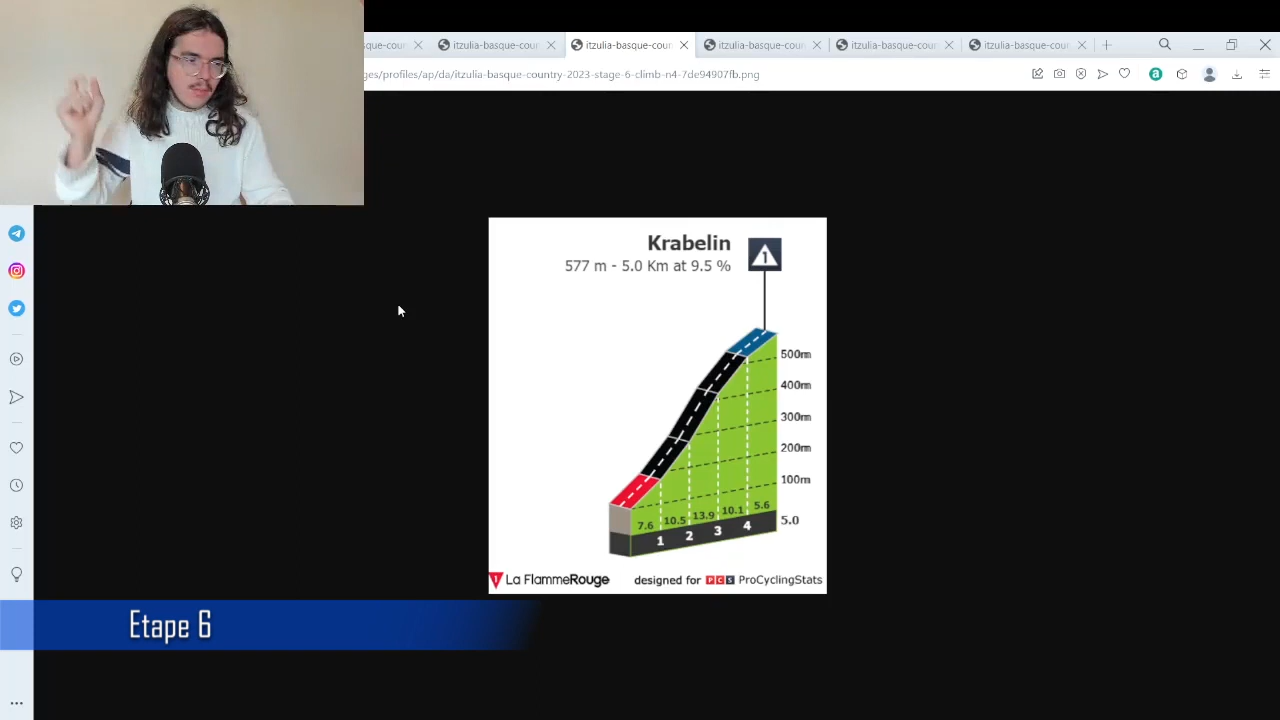 sque-coun
itzulia-basque-coun
itzulia-basque-coun
itzulia-basque-coun
itzulia-basque-coun
itzulia-basque-coun
ges/profiles/ap/da/itzulia-basque-country-2023-stage-6-climb-n4-7de94907fb.png
a
Krabelin
577 m - 5.0 Km at 9.5 %
1
500m
400m
300m
200m
100m
7.6 10.5 13.9 10.1 5.6
1 2 3 4 5.0
La FlammeRouge designed for PCS ProCyclingStats
Etape 6